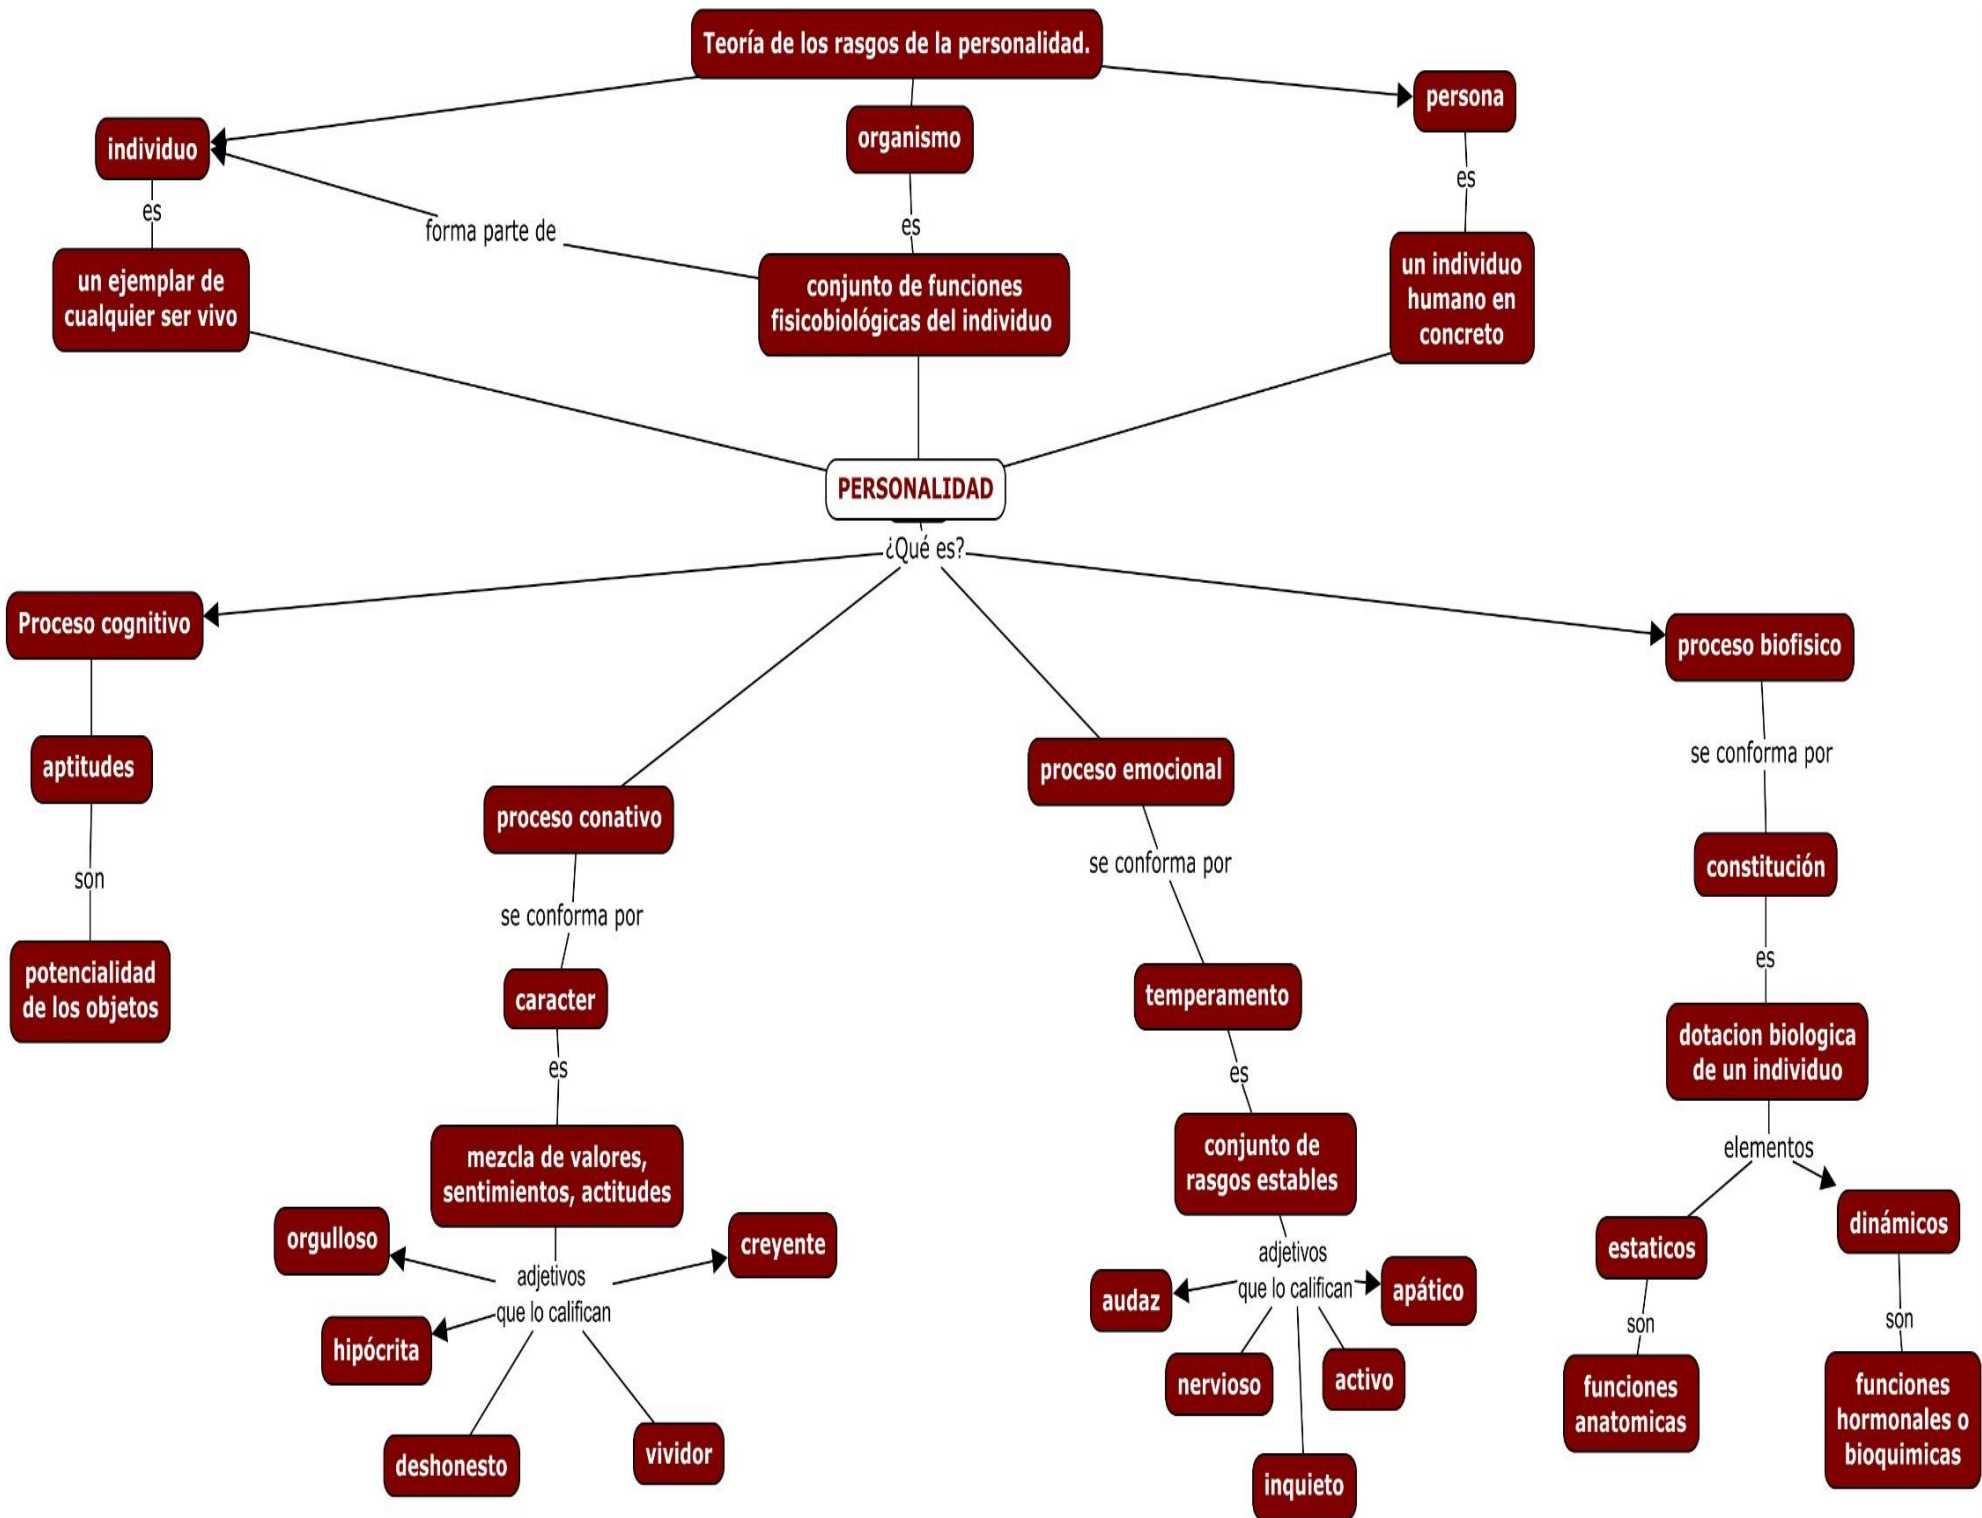 Teoría de los rasgos de la personalidad.
persona
individuo
organismo
es
es
es
forma parte de
un ejemplar de
cualquier ser vivo
conjunto de funciones
fisicobiológicas del individuo
un individuo
humano en
concreto
PERSONALIDAD
¿Qué es?
Proceso cognitivo
aptitudes
son
potencialidad
de los objetos
proceso conativo
se conforma por
caracter
es
mezcla de valores,
sentimientos, actitudes
adjetivos
que lo califican
orgulloso
creyente
hipócrita
deshonesto
vividor
proceso emocional
se conforma por
temperamento
es
conjunto de
rasgos estables
adjetivos
que lo califican
audaz
apático
nervioso
activo
inquieto
proceso biofisico
se conforma por
constitución
es
dotacion biologica
de un individuo
elementos
estaticos
dinámicos
son
son
funciones
anatomicas
funciones
hormonales o
bioquimicas